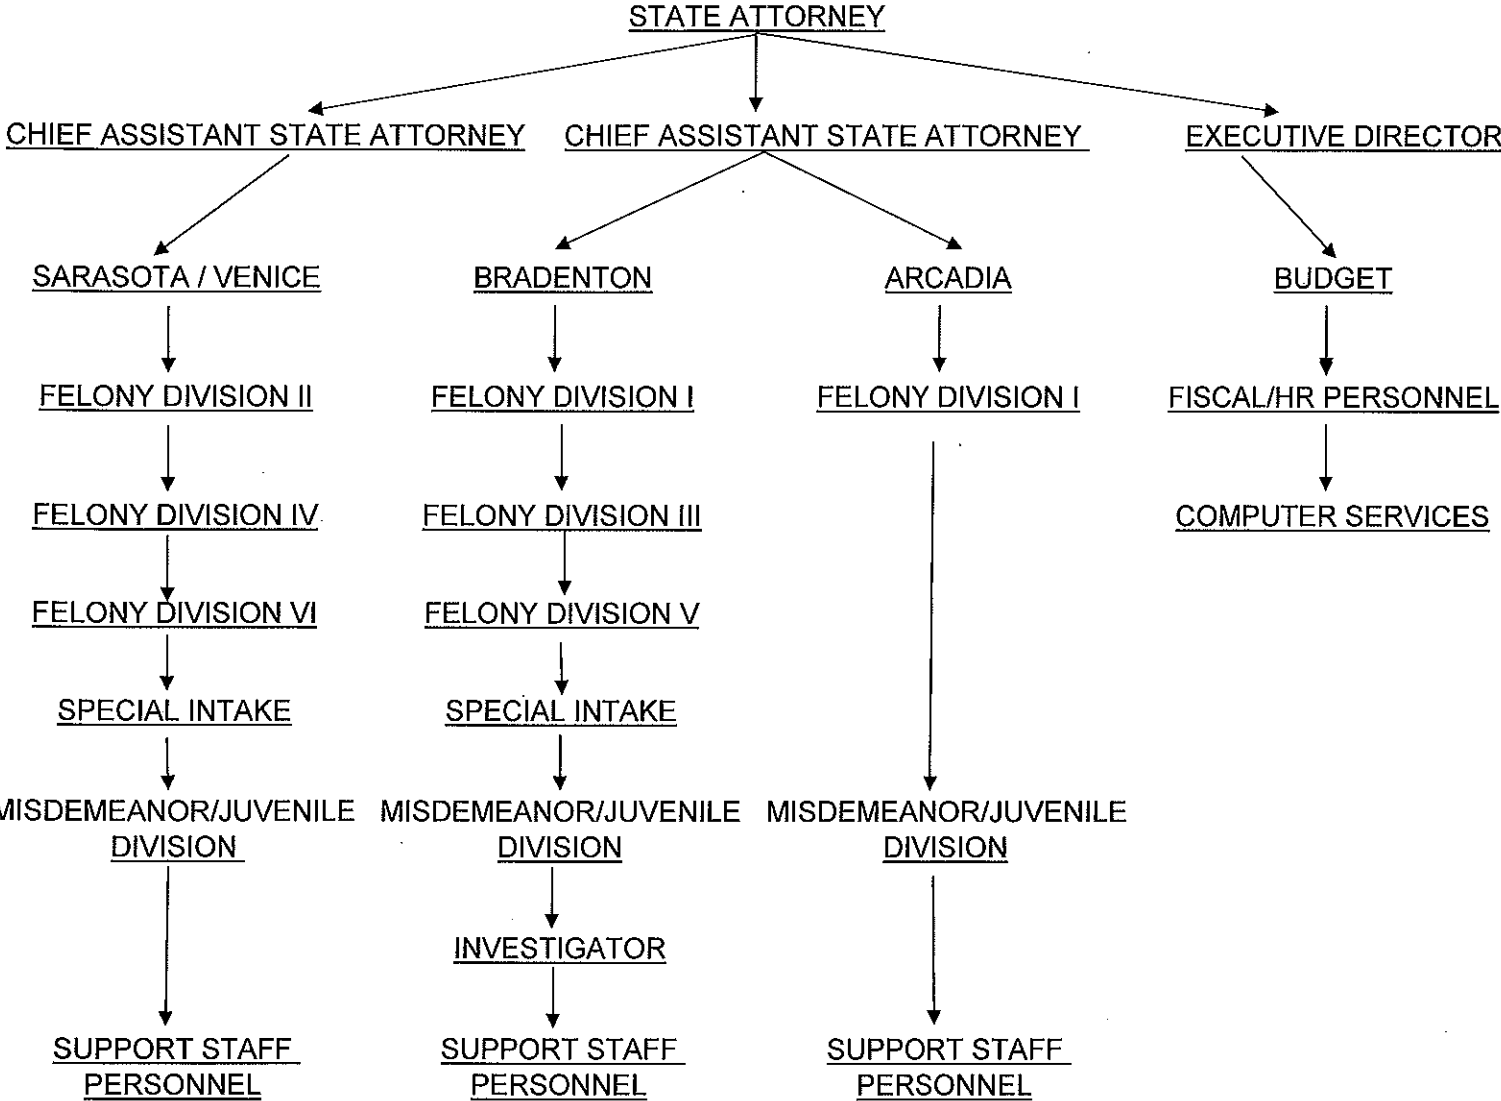 STATE ATTORNEY
CHIEF ASSISTANT STATE ATTORNEY
CHIEF ASSISTANT STATE ATTORNEY
EXECUTIVE DIRECTOR
SARASOTA / VENICE
BRADENTON
ARCADIA
BUDGET
FELONY DIVISION II
FELONY DIVISION I
FELONY DIVISION I
FISCAL/HR PERSONNEL
FELONY DIVISION IV
FELONY DIVISION III
COMPUTER SERVICES
FELONY DIVISION VI
FELONY DIVISION V
SPECIAL INTAKE
SPECIAL INTAKE
MISDEMEANOR/JUVENILE
DIVISION
MISDEMEANOR/JUVENILE
DIVISION
MISDEMEANOR/JUVENILE
DIVISION
INVESTIGATOR
SUPPORT STAFF
PERSONNEL
SUPPORT STAFF
PERSONNEL
SUPPORT STAFF
PERSONNEL